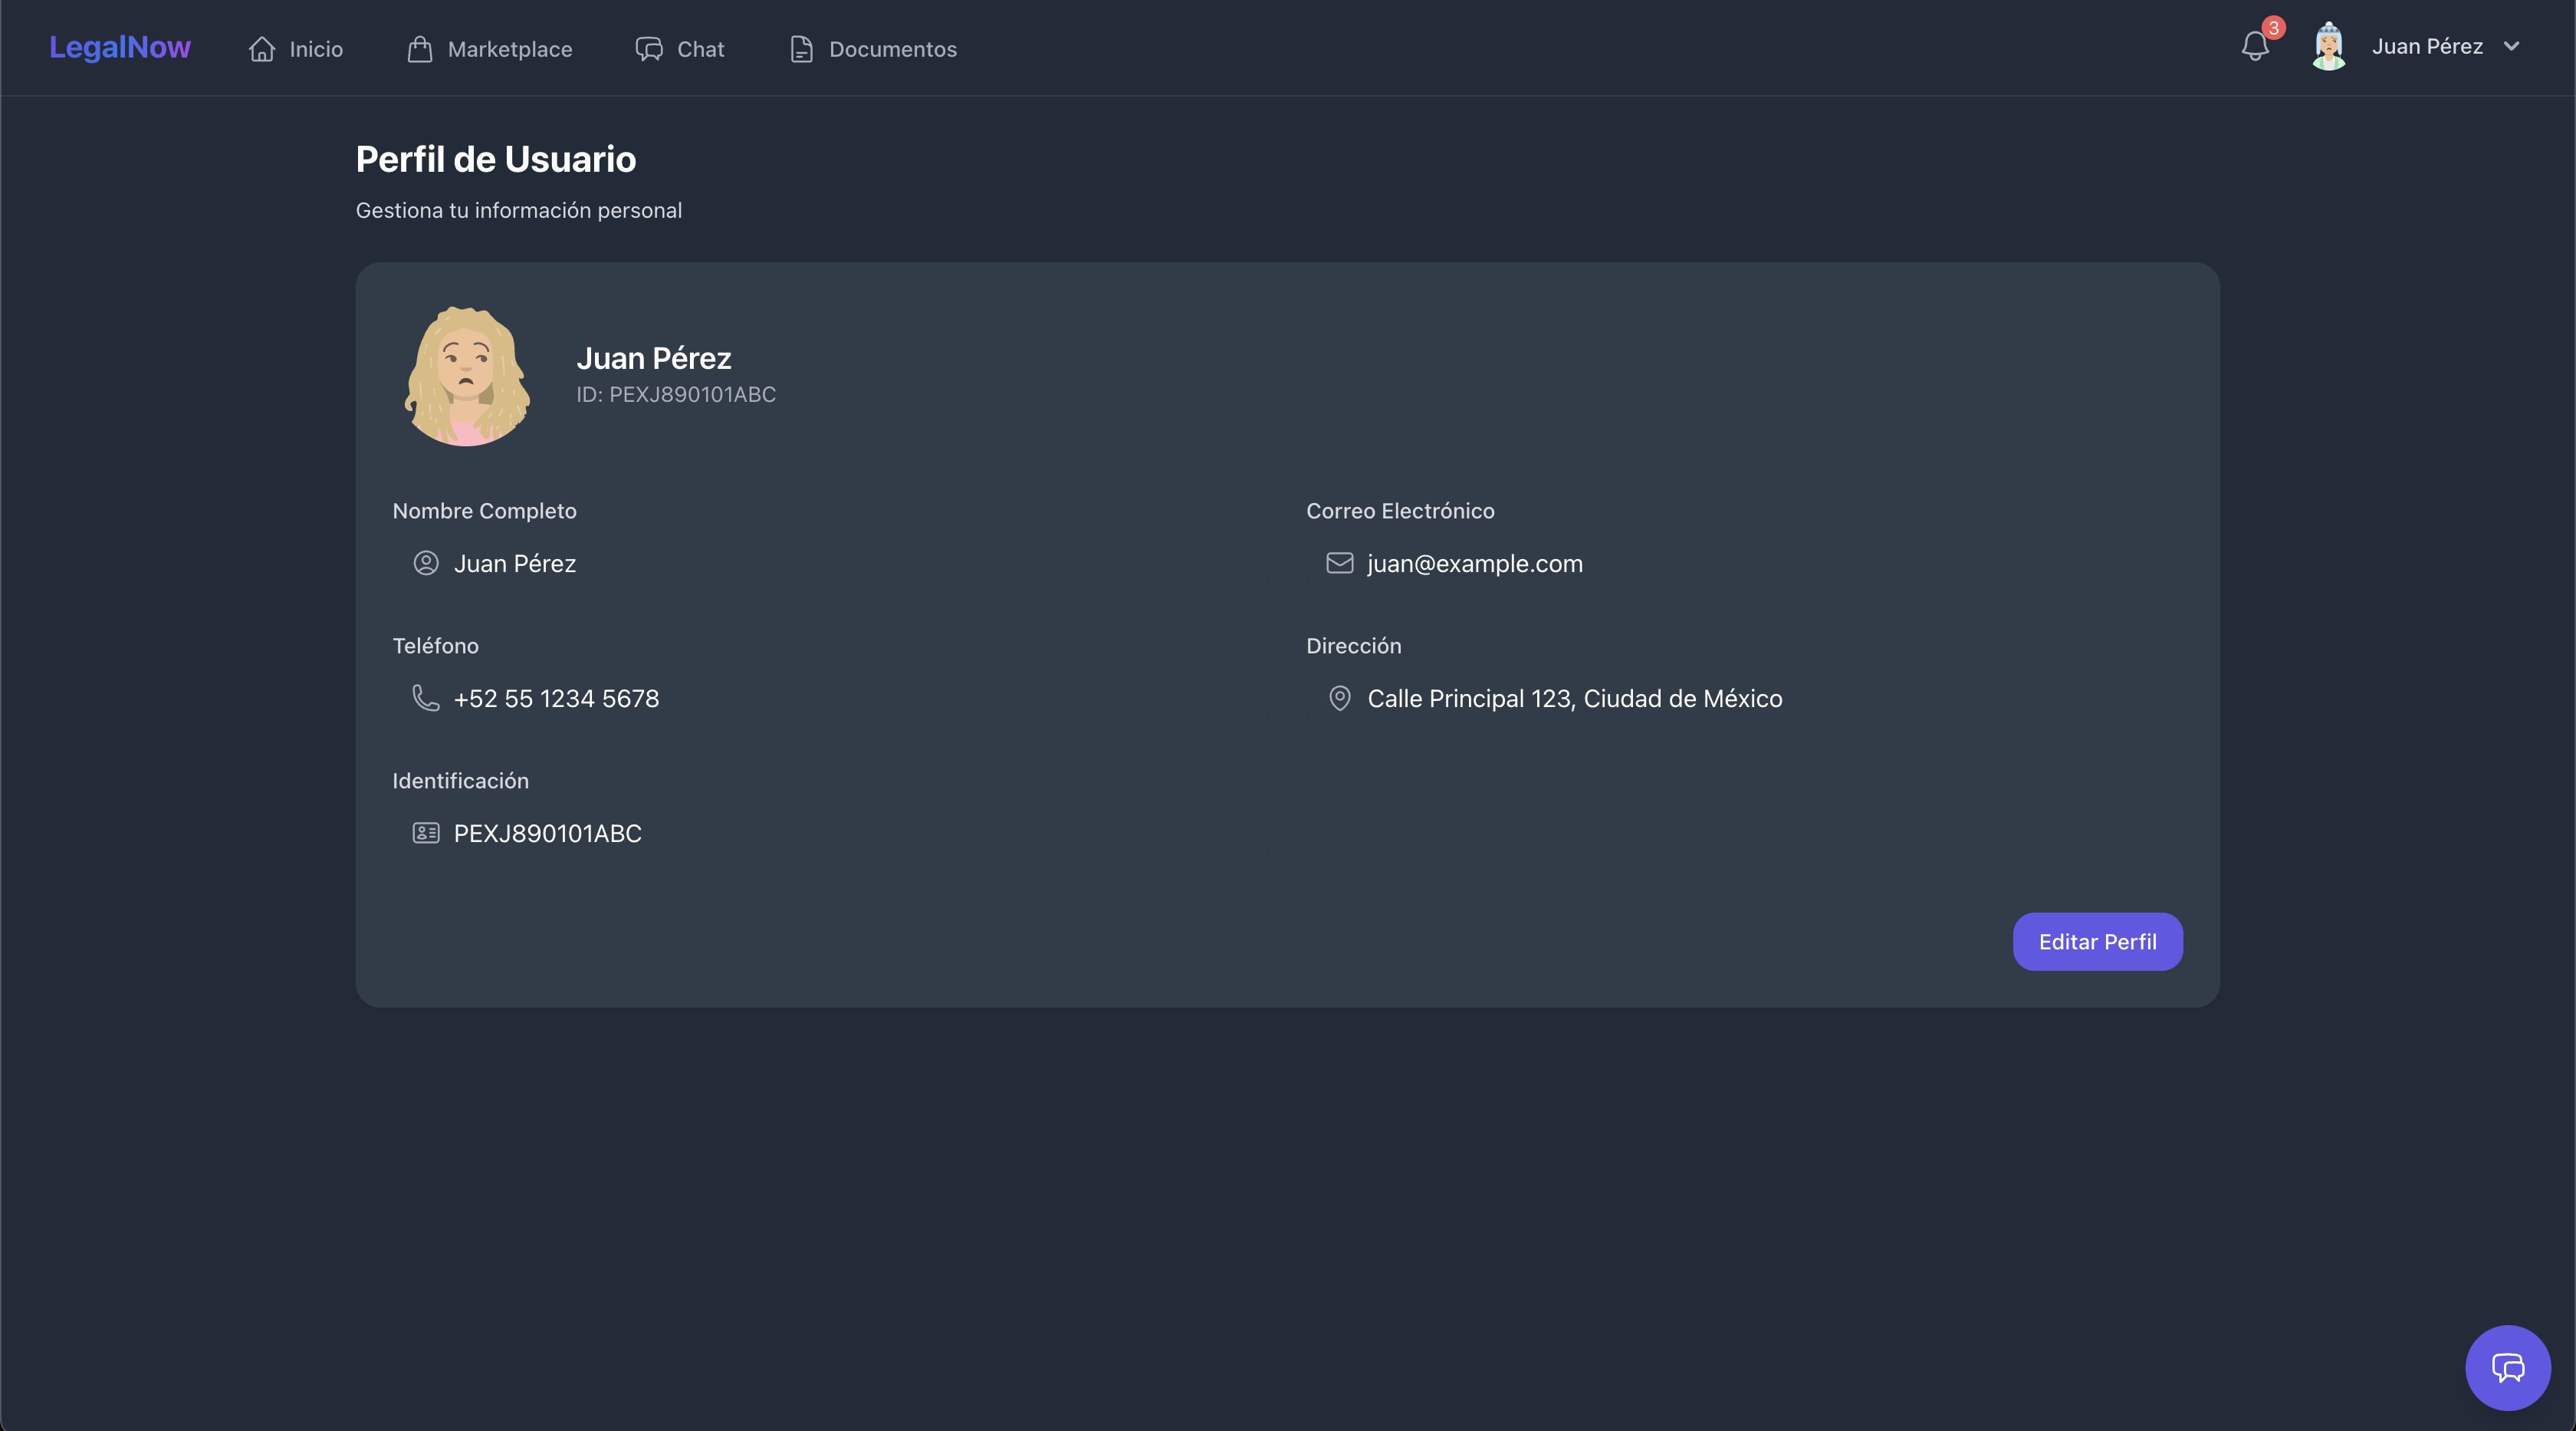 LegalNow
Inicio
Marketplace
Chat
Documentos
3
Juan Pérez
Perfil de Usuario
Gestiona tu información personal
Juan Pérez
ID: PEXJ890101ABC
Nombre Completo
Juan Pérez
Correo Electrónico
juan@example.com
Teléfono
+52 55 1234 5678
Dirección
Calle Principal 123, Ciudad de México
Identificación
PEXJ890101ABC
Editar Perfil